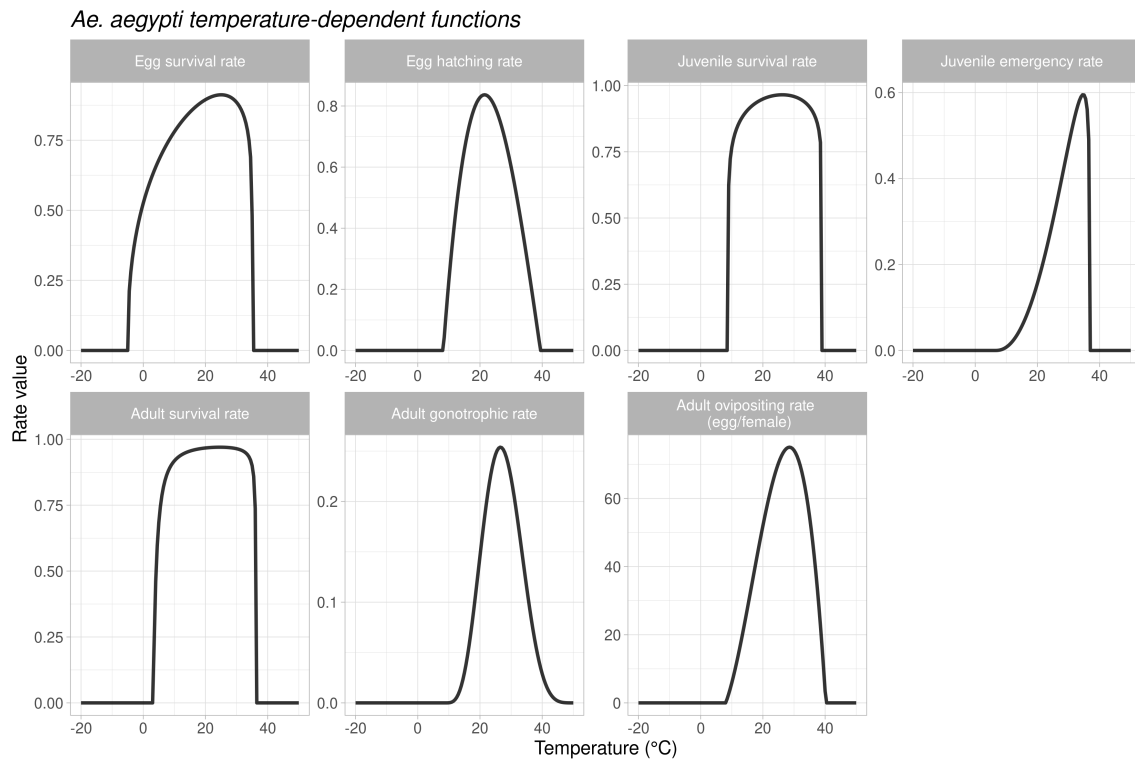 Ae. aegypti temperature-dependent functions
Egg survival rate
Egg hatching rate
Juvenile survival rate
Juvenile emergency rate
0.75
0.50
0.25
0.00
-20 0 20 40
0.8
0.6
0.4
0.2
0.0
-20 0 20 40
1.00
0.75
0.50
0.25
0.00
-20 0 20 40
0.6
0.4
0.2
0.0
-20 0 20 40
Rate value
Adult survival rate
Adult gonotrophic rate
Adult ovipositing rate
(egg/female)
1.00
0.75
0.50
0.25
0.00
-20 0 20 40
0.2
0.1
0.0
-20 0 20 40
60
40
20
0
-20 0 20 40
Temperature (°C)